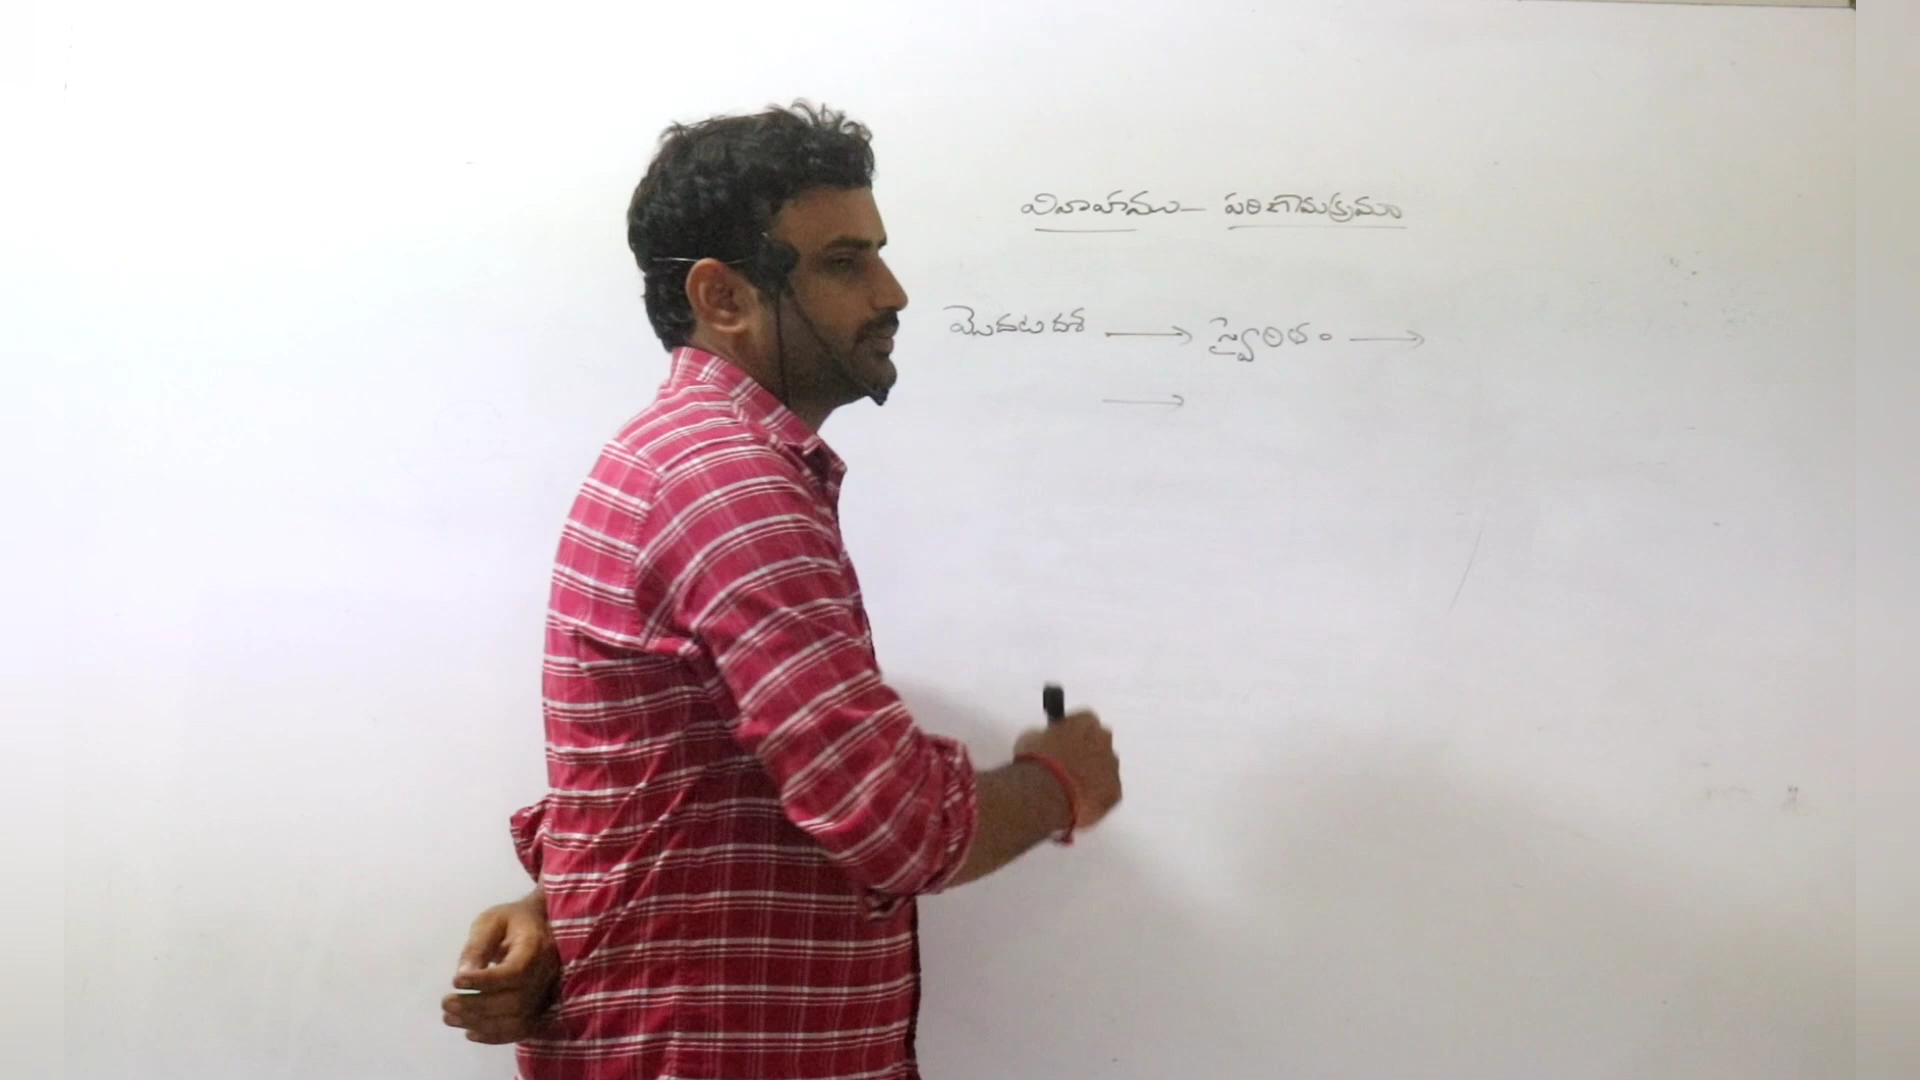 వివాహము - పరిణామక్రమం
మొదటి దశ → స్వైరితం →
→